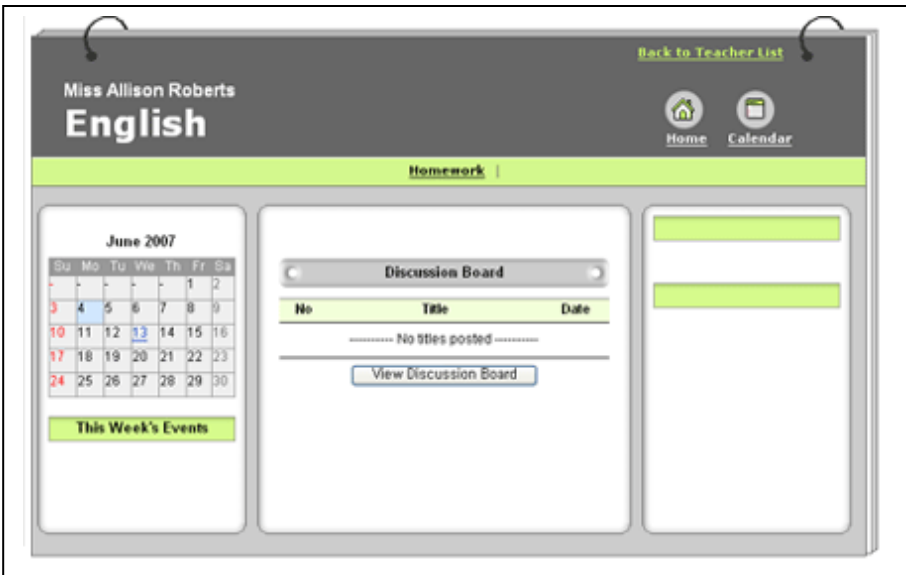 Back to Teacher List
Miss Allison Roberts
English
Home Calendar
Homework |
June 2007
Su Mo Tu We Th Fr Sa
- - - - - 1 2
3 4 5 6 7 8 9
10 11 12 13 14 15 16
17 18 19 20 21 22 23
24 25 26 27 28 29 30
This Week's Events
Discussion Board
No Title Date
---------- No titles posted ----------
View Discussion Board